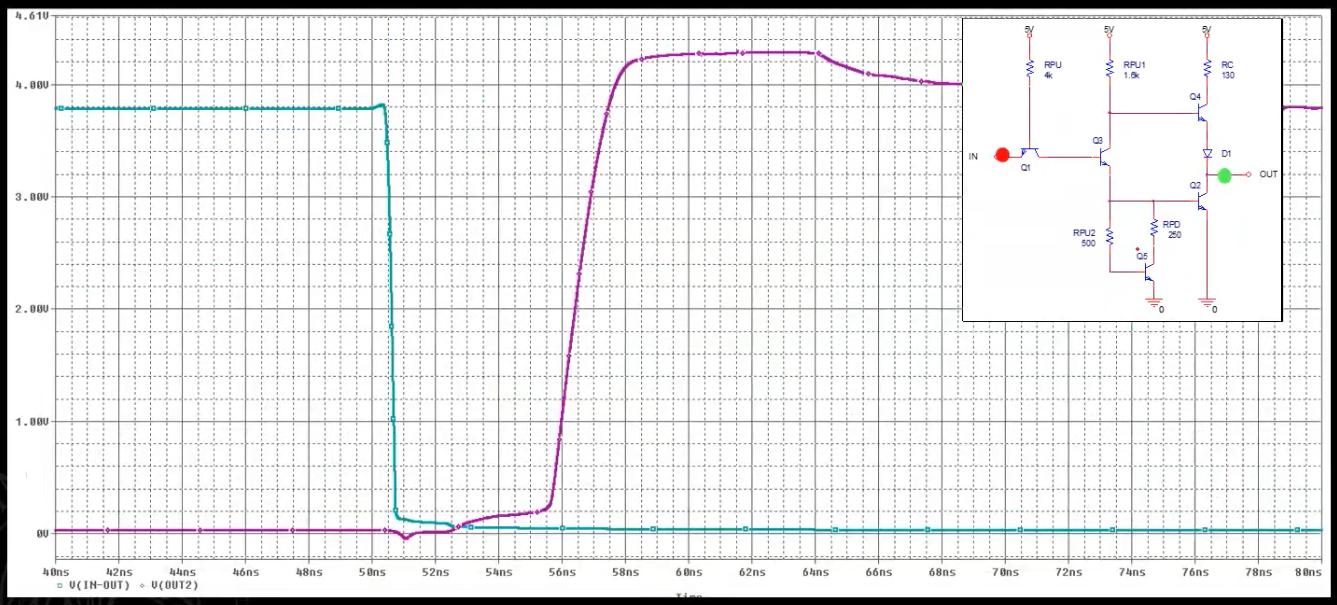 4.61V
4.00V
3.00V
2.00V
1.00V
0V
40ns 42ns 44ns 46ns 48ns 50ns 52ns 54ns 56ns 58ns 60ns 62ns 64ns 66ns 68ns 70ns 72ns 74ns 76ns 78ns 80ns
V(IN-OUT) V(OUT2)
Time
5V 5V 5V
RPU
4k
RPU1
1.6k
RC
130
Q4
Q3
IN
Q1
D1
OUT
Q2
RPU2
500
RPD
250
Q5
0 0